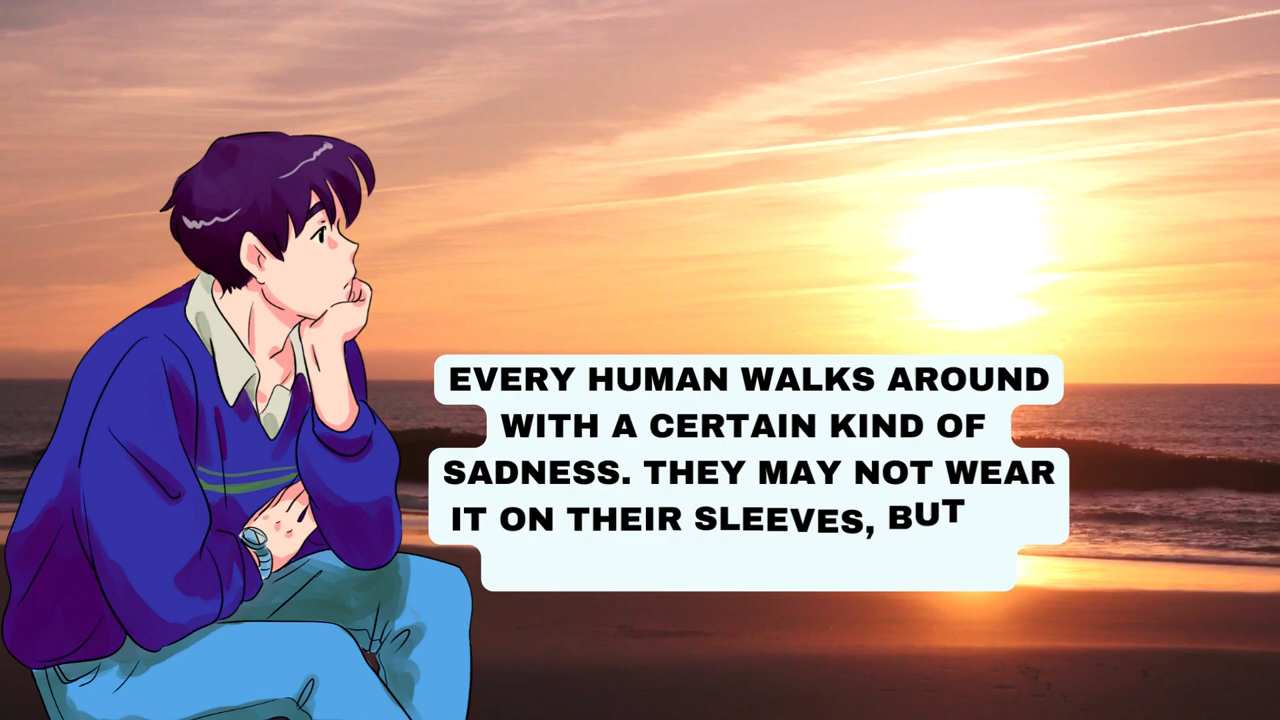 EVERY HUMAN WALKS AROUND
WITH A CERTAIN KIND OF
SADNESS. THEY MAY NOT WEAR
IT ON THEIR SLEEVES, BUT